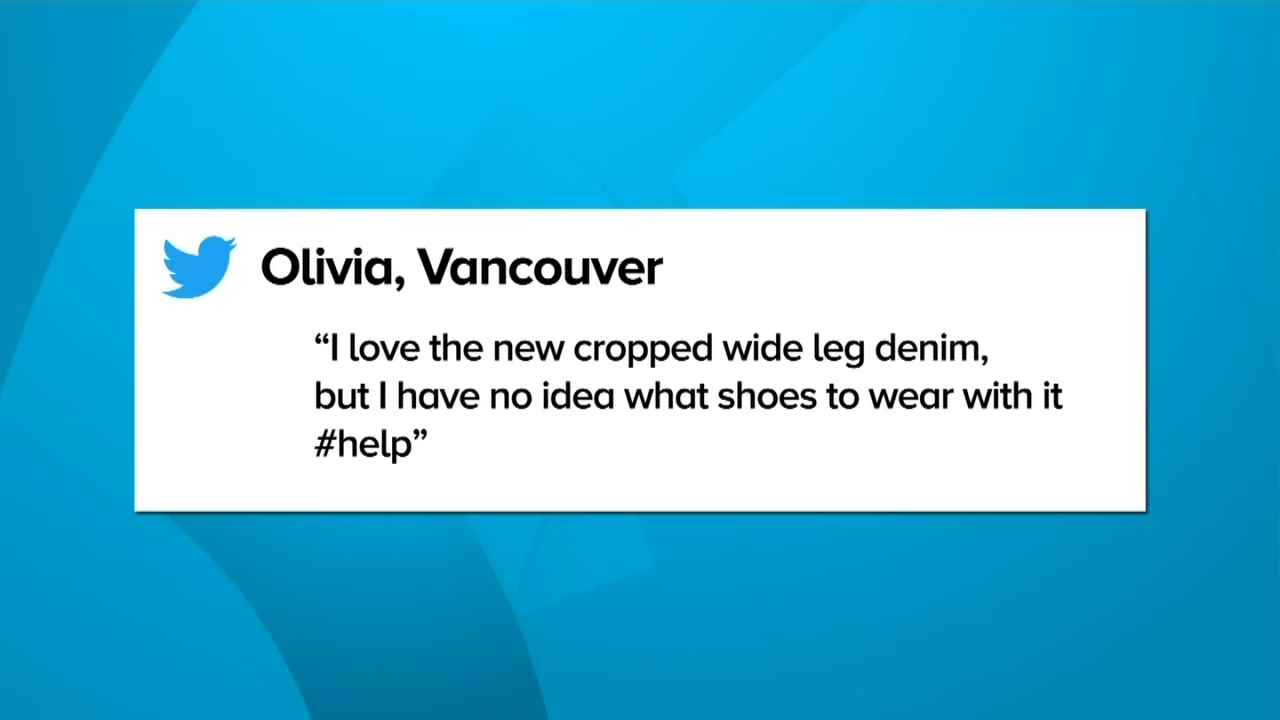 Olivia, Vancouver
“I love the new cropped wide leg denim,
but I have no idea what shoes to wear with it
#help”